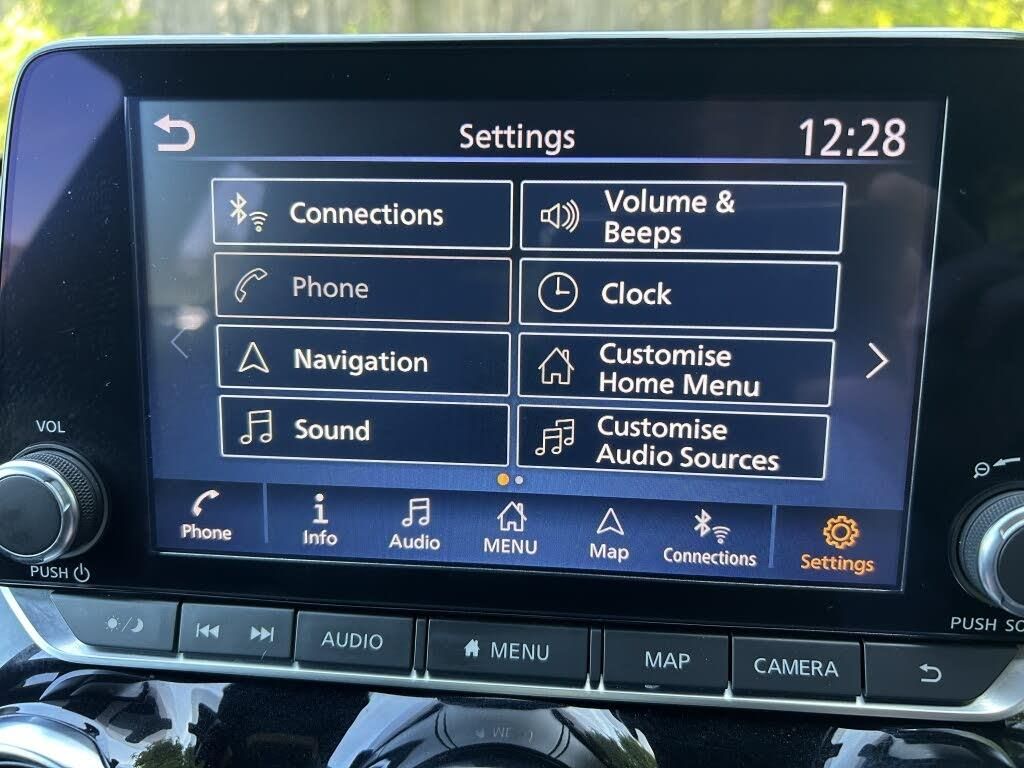 Settings
12:28
Connections
Volume &
Beeps
Phone
Clock
Navigation
Customise
Home Menu
Sound
Customise
Audio Sources
Phone
Info
Audio
MENU
Map
Connections
Settings
VOL
PUSH
PUSH
AUDIO
MENU
MAP
CAMERA